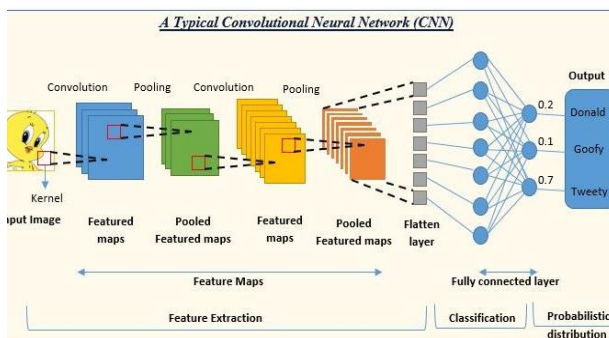 A Typical Convolutional Neural Network (CNN)
Convolution Pooling Convolution Pooling
Output
0.2
Donald
0.1
Goofy
0.7
Tweety
Kernel
nput Image
Featured maps
Pooled Featured maps
Featured maps
Pooled Featured maps
Flatten layer
Feature Maps
Fully connected layer
Feature Extraction
Classification
Probabilistic distribution